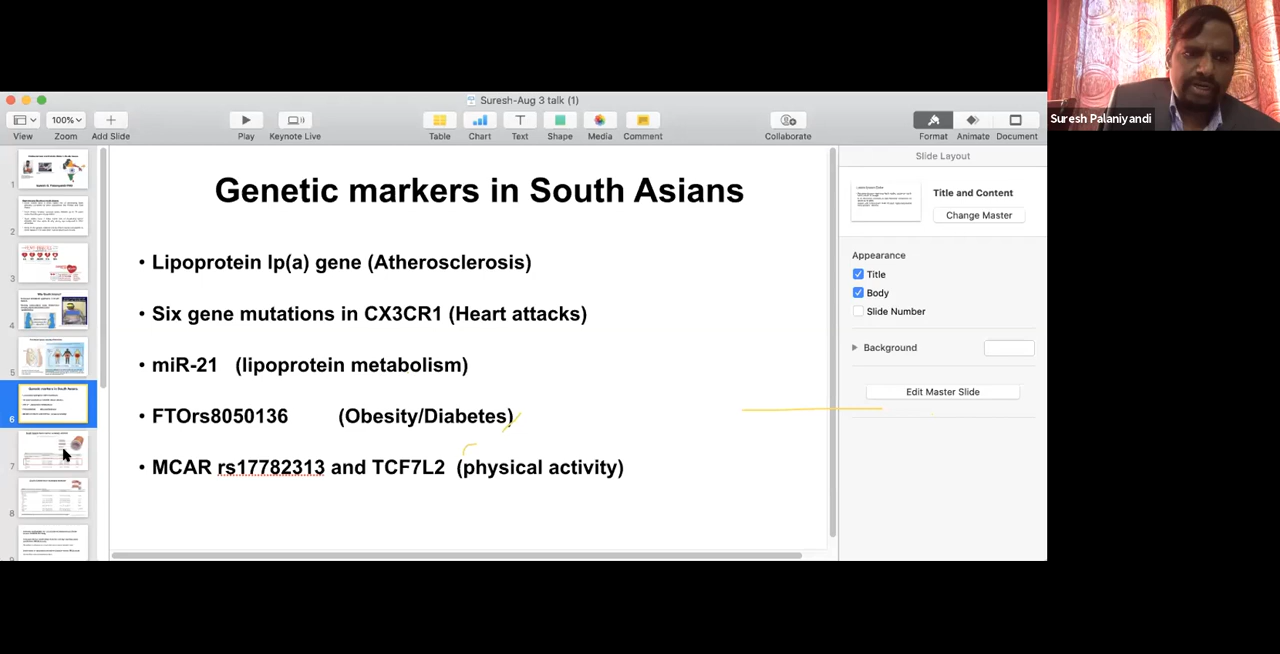 Suresh-Aug 3 talk (1)
View
100%
Zoom
Add Slide
Play
Keynote Live
Table
Chart
Text
Shape
Media
Comment
Collaborate
Format
Animate
Document
Suresh Palaniyandi
1
2
3
4
5
6
7
8
Genetic markers in South Asians
• Lipoprotein lp(a) gene (Atherosclerosis)
• Six gene mutations in CX3CR1 (Heart attacks)
• miR-21 (lipoprotein metabolism)
• FTOrs8050136 (Obesity/Diabetes)
• MCAR rs17782313 and TCF7L2 (physical activity)
Slide Layout
Title and Content
Change Master
Appearance
Title
Body
Slide Number
Background
Edit Master Slide